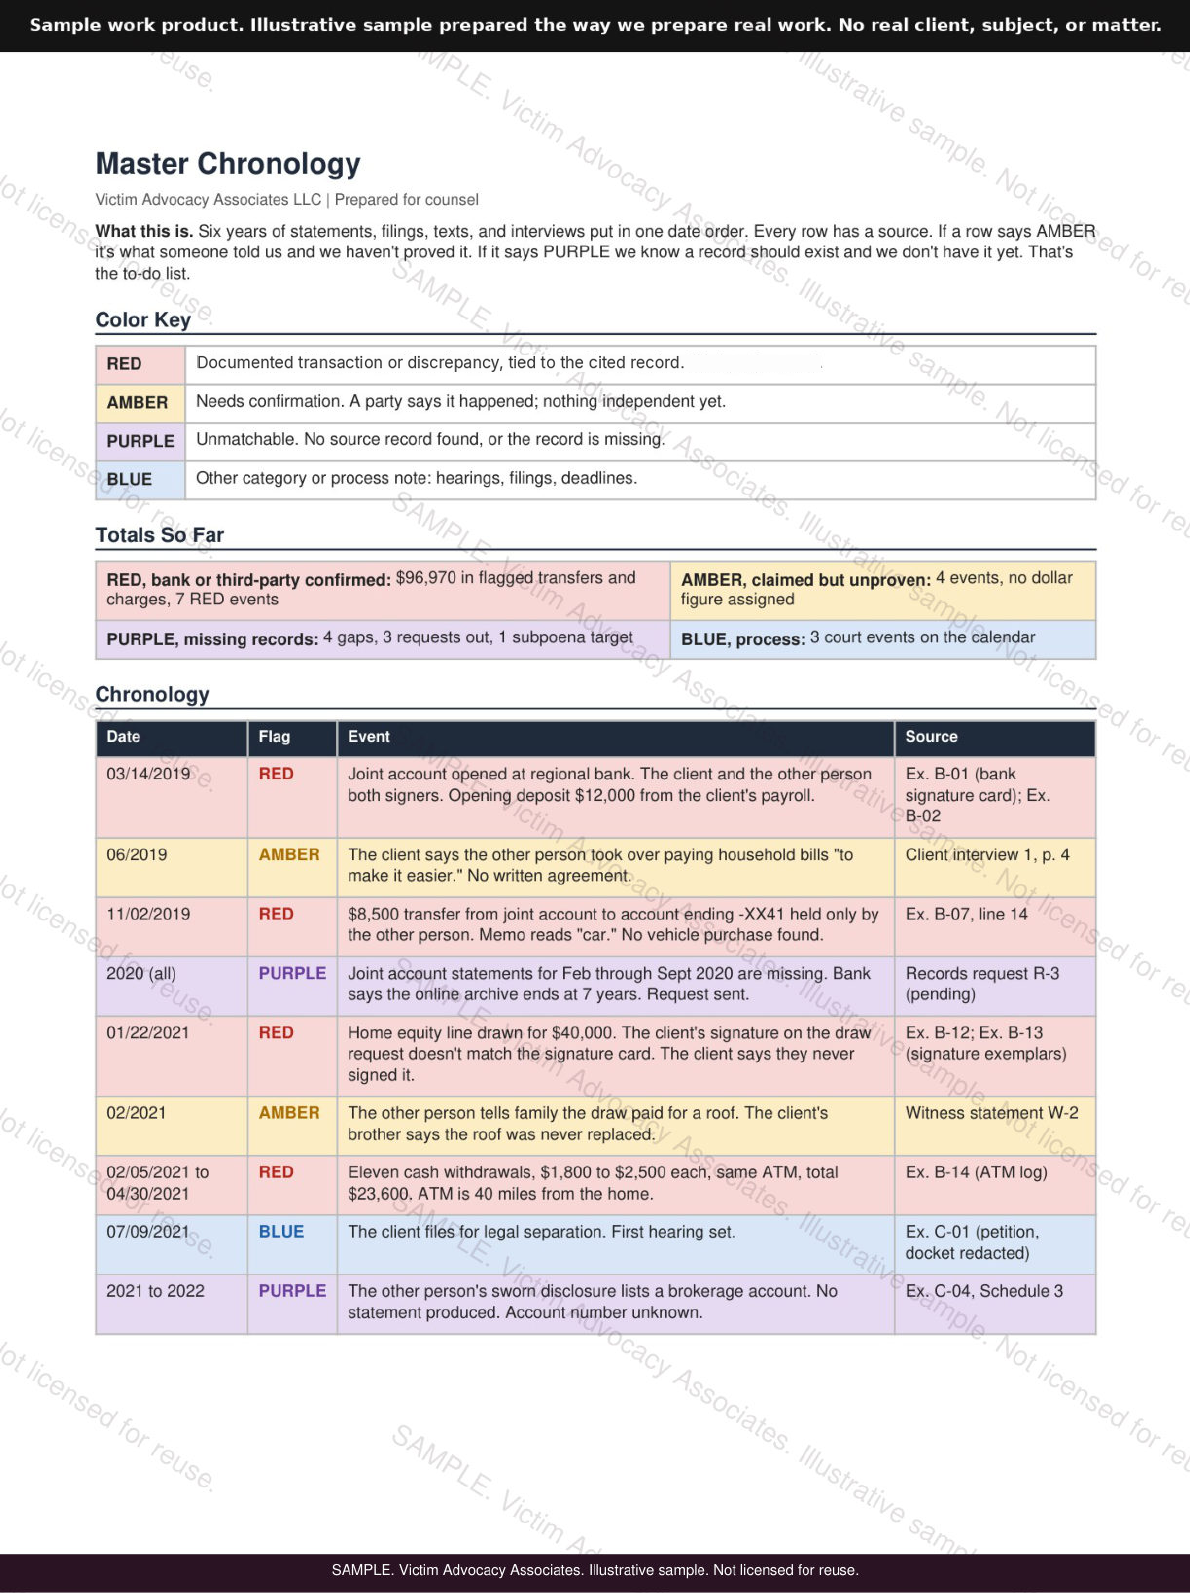 Sample work product. Illustrative sample prepared the way we prepare real work. No real client, subject, or matter.
Master Chronology
Victim Advocacy Associates LLC | Prepared for counsel
What this is. Six years of statements, filings, texts, and interviews put in one date order. Every row has a source. If a row says AMBER
it's what someone told us and we haven't proved it. If it says PURPLE we know a record should exist and we don't have it yet. That's
the to-do list.
Color Key
RED Documented transaction or discrepancy, tied to the cited record.
AMBER Needs confirmation. A party says it happened; nothing independent yet.
PURPLE Unmatchable. No source record found, or the record is missing.
BLUE Other category or process note: hearings, filings, deadlines.
Totals So Far
RED, bank or third-party confirmed: $96,970 in flagged transfers and
charges, 7 RED events
AMBER, claimed but unproven: 4 events, no dollar
figure assigned
PURPLE, missing records: 4 gaps, 3 requests out, 1 subpoena target
BLUE, process: 3 court events on the calendar
Chronology
Date Flag Event Source
03/14/2019 RED Joint account opened at regional bank. The client and the other person
both signers. Opening deposit $12,000 from the client's payroll.
Ex. B-01 (bank
signature card); Ex.
B-02
06/2019 AMBER The client says the other person took over paying household bills "to
make it easier." No written agreement.
Client interview 1, p. 4
11/02/2019 RED $8,500 transfer from joint account to account ending -XX41 held only by
the other person. Memo reads "car." No vehicle purchase found.
Ex. B-07, line 14
2020 (all) PURPLE Joint account statements for Feb through Sept 2020 are missing. Bank
says the online archive ends at 7 years. Request sent.
Records request R-3
(pending)
01/22/2021 RED Home equity line drawn for $40,000. The client's signature on the draw
request doesn't match the signature card. The client says they never
signed it.
Ex. B-12; Ex. B-13
(signature exemplars)
02/2021 AMBER The other person tells family the draw paid for a roof. The client's
brother says the roof was never replaced.
Witness statement W-2
02/05/2021 to
04/30/2021
RED Eleven cash withdrawals, $1,800 to $2,500 each, same ATM, total
$23,600. ATM is 40 miles from the home.
Ex. B-14 (ATM log)
07/09/2021 BLUE The client files for legal separation. First hearing set.
Ex. C-01 (petition,
docket redacted)
2021 to 2022 PURPLE The other person's sworn disclosure lists a brokerage account. No
statement produced. Account number unknown.
Ex. C-04, Schedule 3
SAMPLE. Victim Advocacy Associates. Illustrative sample. Not licensed for reuse.